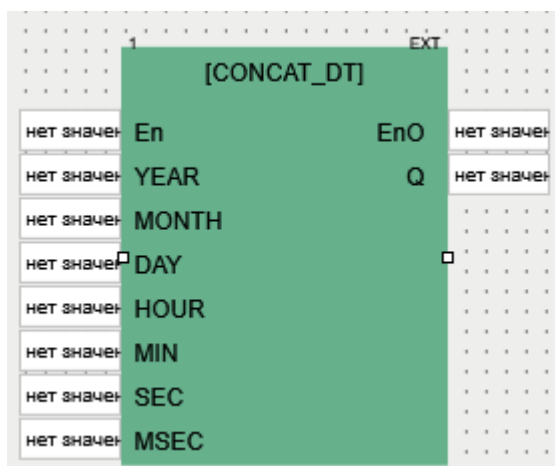 1 EXT
[CONCAT_DT]
нет значен En EnO нет значен
нет значен YEAR Q нет значен
нет значен MONTH
нет значен DAY
нет значен HOUR
нет значен MIN
нет значен SEC
нет значен MSEC